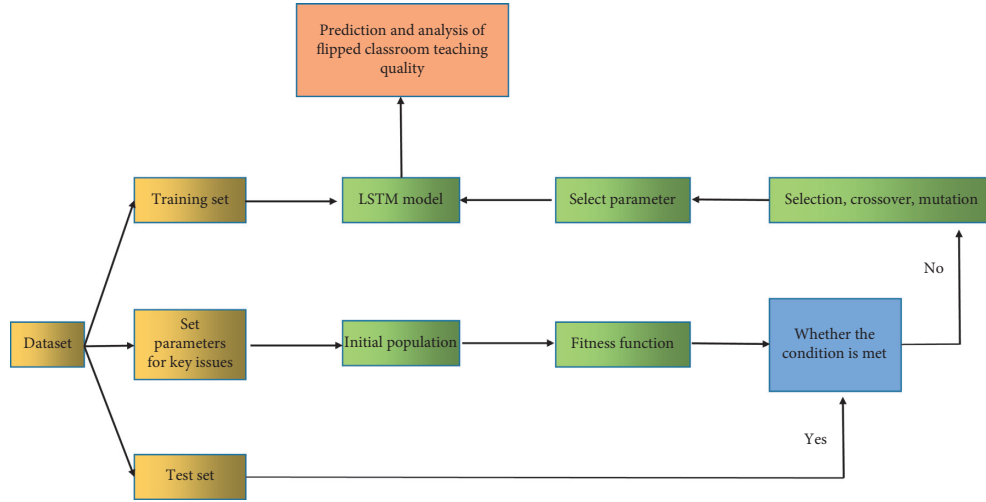 Prediction and analysis of
flipped classroom teaching
quality
Training set
LSTM model
Select parameter
Selection, crossover, mutation
No
Dataset
Set
parameters
for key issues
Initial population
Fitness function
Whether the
condition is met
Yes
Test set